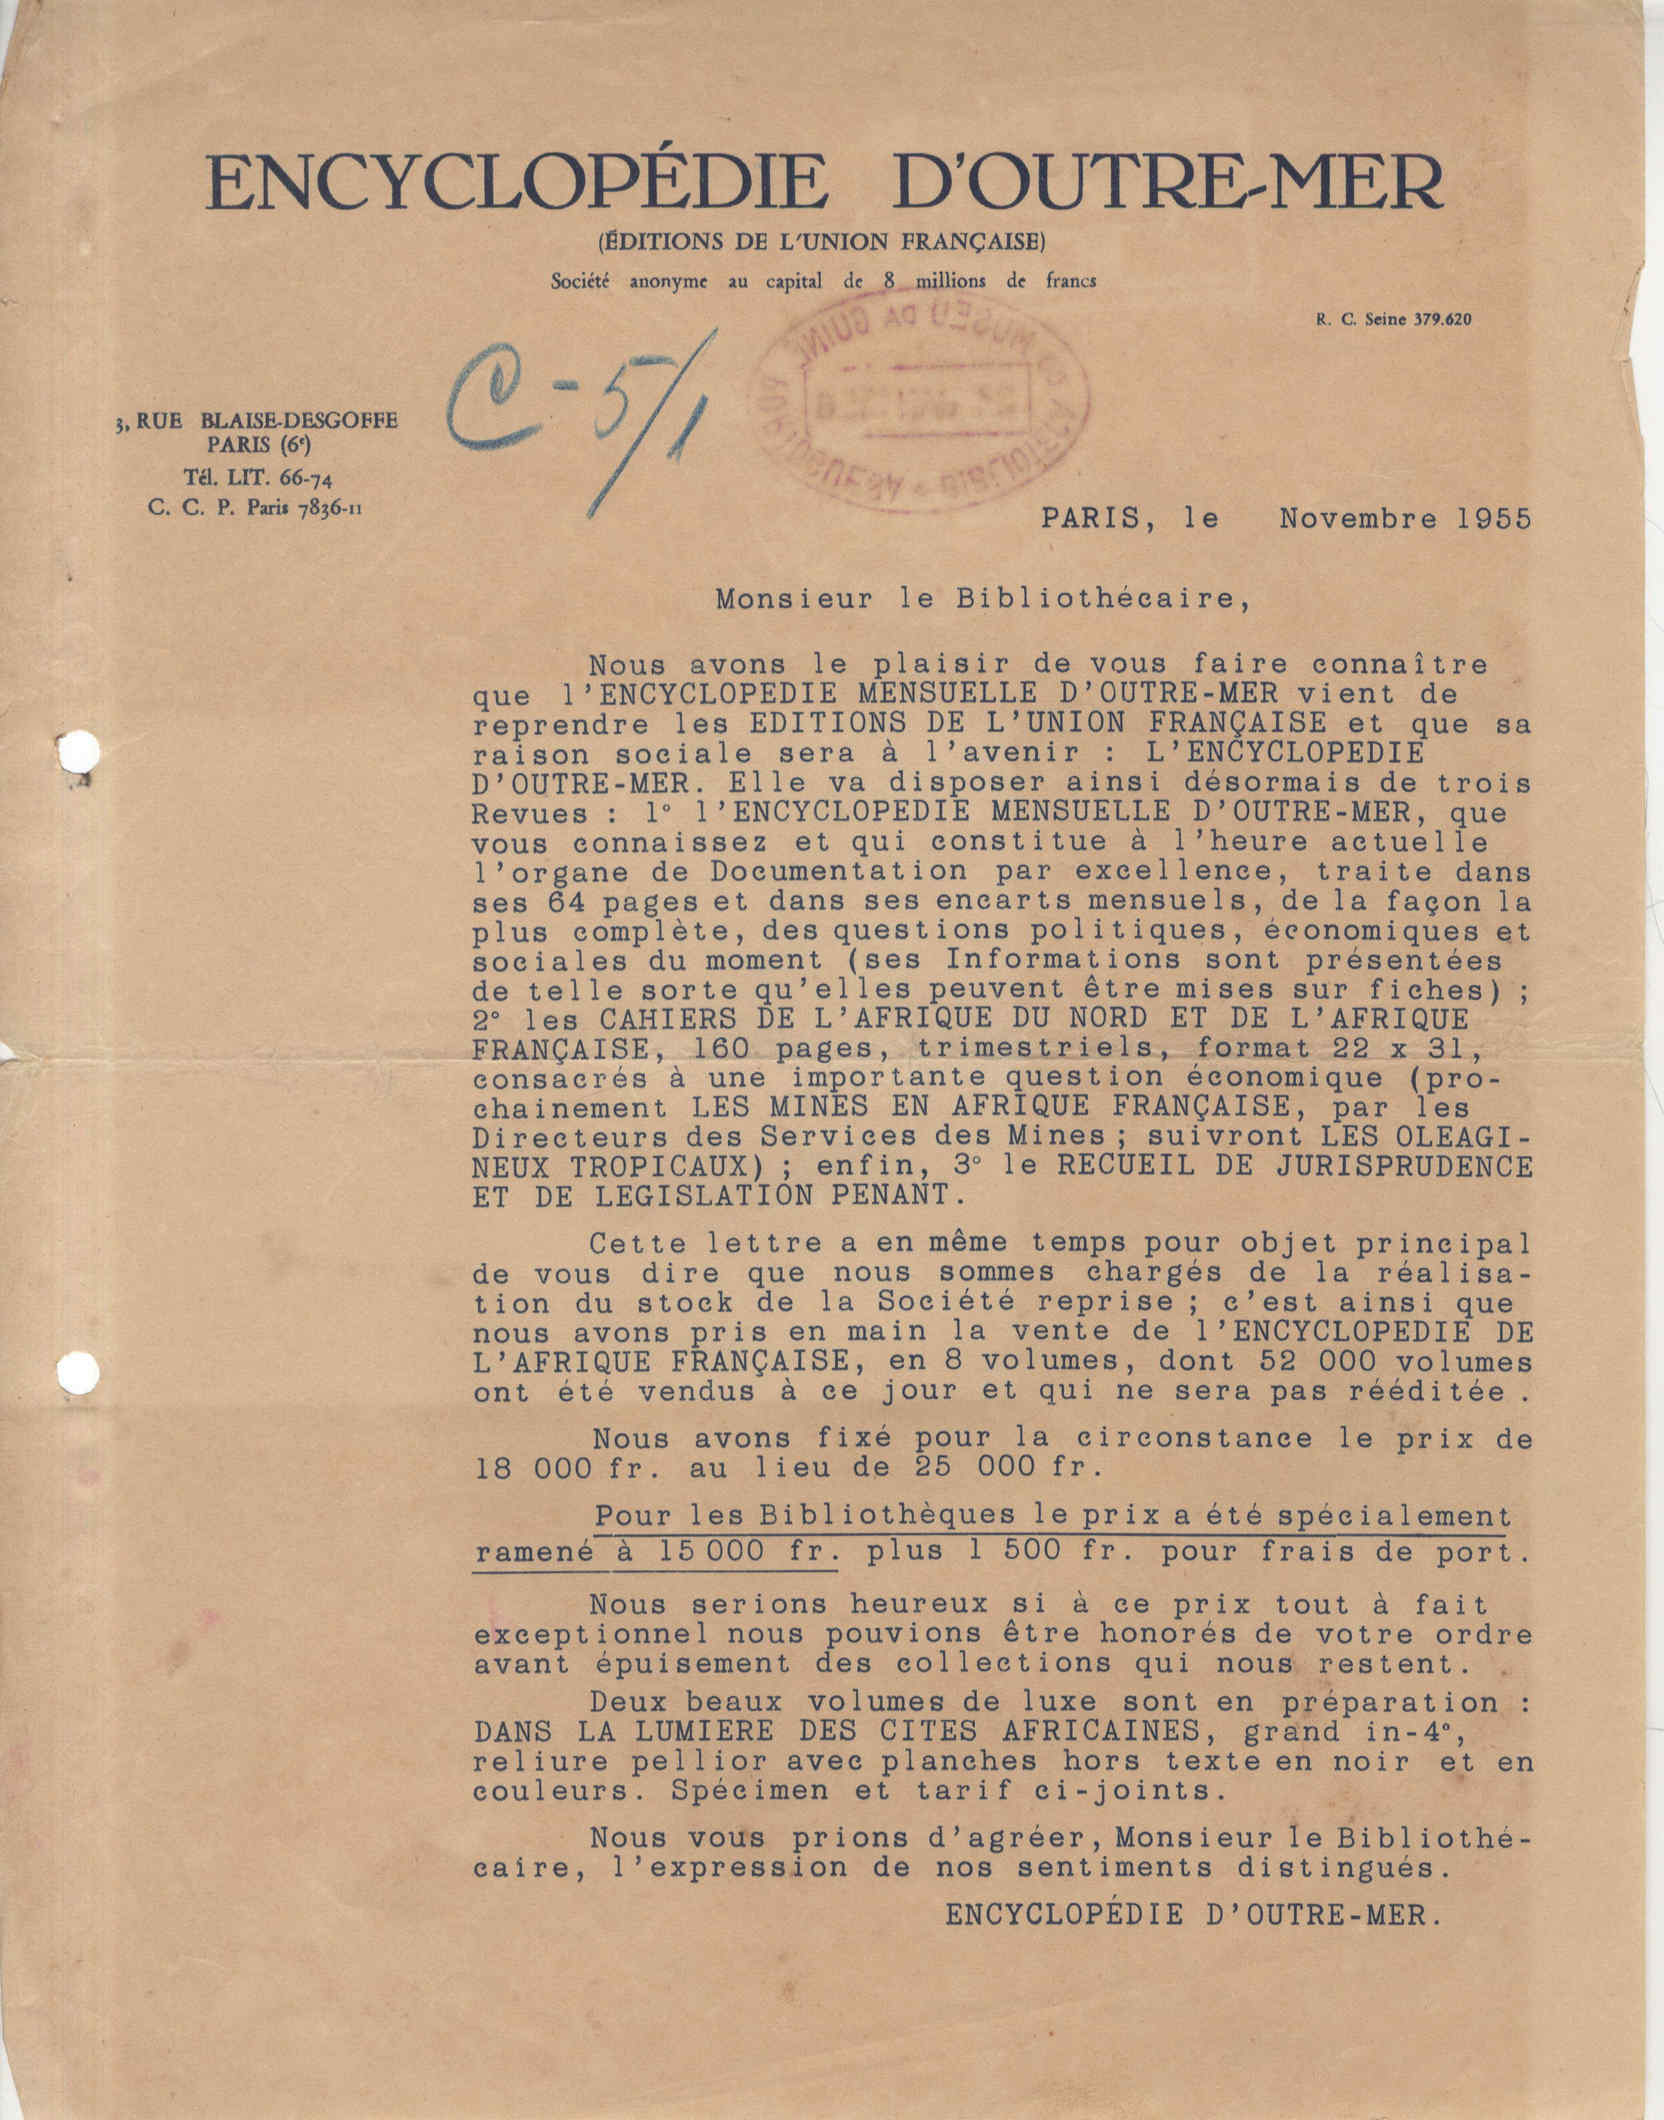 ENCYCLOPÉDIE D'OUTRE-MER
(ÉDITIONS DE L'UNION FRANÇAISE)
Société anonyme au capital de 8 millions de francs
R. C. Seine 379.620
C-5/1
MUSEU DA GUINÉ PORTUGUESA - BIBLIOTECA
3, RUE BLAISE-DESGOFFE
PARIS (6e)
Tél. LIT. 66-74
C. C. P. Paris 7836-11
PARIS, le Novembre 1955
Monsieur le Bibliothécaire,
Nous avons le plaisir de vous faire connaître
que l'ENCYCLOPEDIE MENSUELLE D'OUTRE-MER vient de
reprendre les EDITIONS DE L'UNION FRANÇAISE et que sa
raison sociale sera à l'avenir : L'ENCYCLOPEDIE
D'OUTRE-MER. Elle va disposer ainsi désormais de trois
Revues : 1° l'ENCYCLOPEDIE MENSUELLE D'OUTRE-MER, que
vous connaissez et qui constitue à l'heure actuelle
l'organe de Documentation par excellence, traite dans
ses 64 pages et dans ses encarts mensuels, de la façon la
plus complète, des questions politiques, économiques et
sociales du moment (ses Informations sont présentées
de telle sorte qu'elles peuvent être mises sur fiches) ;
2° les CAHIERS DE L'AFRIQUE DU NORD ET DE L'AFRIQUE
FRANÇAISE, 160 pages, trimestriels, format 22 x 31,
consacrés à une importante question économique (pro-
chainement LES MINES EN AFRIQUE FRANÇAISE, par les
Directeurs des Services des Mines ; suivront LES OLEAGI-
NEUX TROPICAUX) ; enfin, 3° le RECUEIL DE JURISPRUDENCE
ET DE LEGISLATION PENANT.
Cette lettre a en même temps pour objet principal
de vous dire que nous sommes chargés de la réalisa-
tion du stock de la Société reprise ; c'est ainsi que
nous avons pris en main la vente de l'ENCYCLOPEDIE DE
L'AFRIQUE FRANÇAISE, en 8 volumes, dont 52 000 volumes
ont été vendus à ce jour et qui ne sera pas rééditée.
Nous avons fixé pour la circonstance le prix de
18 000 fr. au lieu de 25 000 fr.
Pour les Bibliothèques le prix a été spécialement
ramené à 15 000 fr. plus 1 500 fr. pour frais de port.
Nous serions heureux si à ce prix tout à fait
exceptionnel nous pouvions être honorés de votre ordre
avant épuisement des collections qui nous restent.
Deux beaux volumes de luxe sont en préparation :
DANS LA LUMIERE DES CITES AFRICAINES, grand in-4°,
reliure pellior avec planches hors texte en noir et en
couleurs. Spécimen et tarif ci-joints.
Nous vous prions d'agréer, Monsieur le Bibliothé-
caire, l'expression de nos sentiments distingués.
ENCYCLOPÉDIE D'OUTRE-MER.